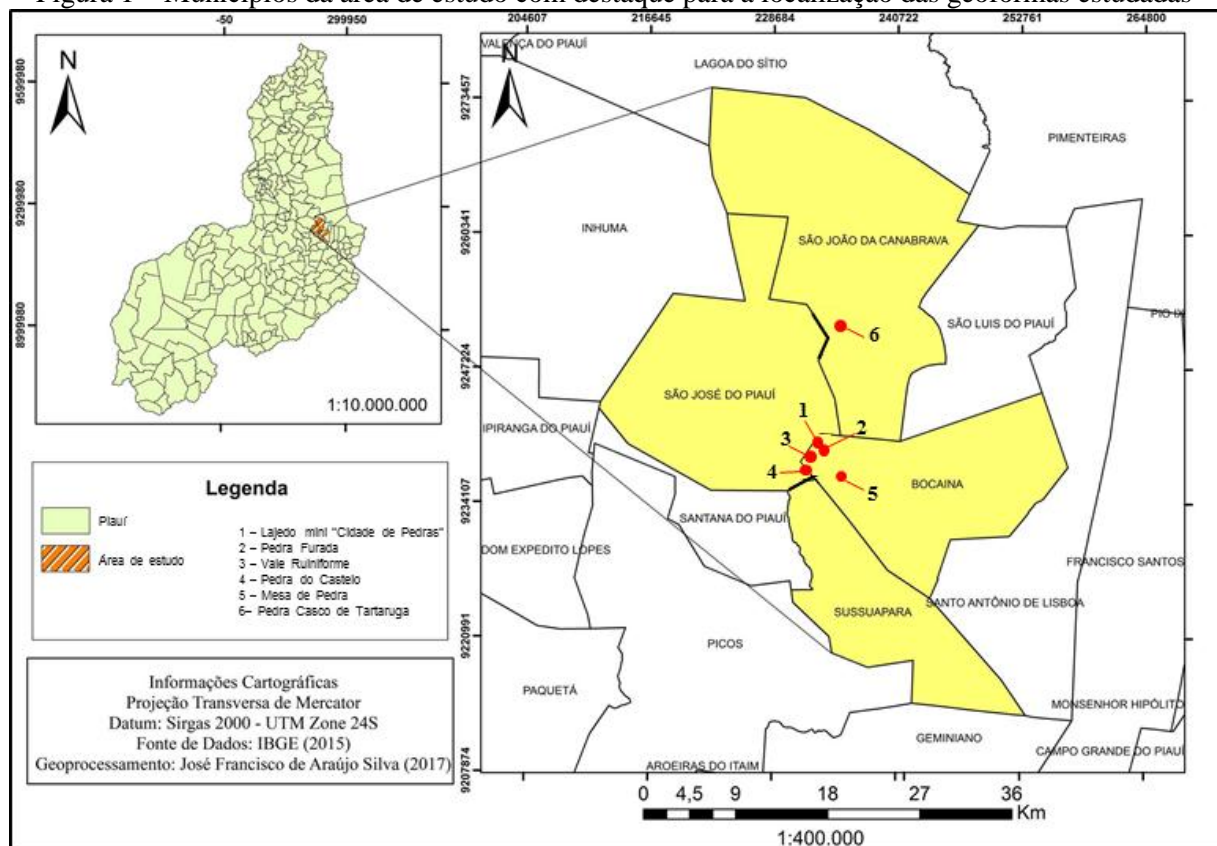 Figura 1 – Municípios da área de estudo com destaque para a localização das geoformas estudadas
-50 299950
9599980
9299980
8999980
N
1:10.000.000
Legenda
Piauí
Área de estudo
1 – Lajedo mini "Cidade de Pedras"
2 – Pedra Furada
3 – Vale Ruiniforme
4 – Pedra do Castelo
5 – Mesa de Pedra
6– Pedra Casco de Tartaruga
Informações Cartográficas
Projeção Transversa de Mercator
Datum: Sirgas 2000 - UTM Zone 24S
Fonte de Dados: IBGE (2015)
Geoprocessamento: José Francisco de Araújo Silva (2017)
204607 216645 228684 240722 252761 264800
9273457
9260341
9247224
9234107
9220991
9207874
N
VALENÇA DO PIAUÍ
LAGOA DO SÍTIO
PIMENTEIRAS
INHUMA
SÃO JOÃO DA CANABRAVA
PIO IX
SÃO LUIS DO PIAUÍ
6
SÃO JOSÉ DO PIAUÍ
1
2
IPIRANGA DO PIAUÍ
3
4
5
BOCAINA
SANTANA DO PIAUÍ
DOM EXPEDITO LOPES
FRANCISCO SANTOS
SANTO ANTÔNIO DE LISBOA
SUSSUAPARA
PICOS
PAQUETÁ
MONSENHOR HIPÓLITO
GEMINIANO
CAMPO GRANDE DO PIAUÍ
AROEIRAS DO ITAIM
0 4,5 9 18 27 36
Km
1:400.000